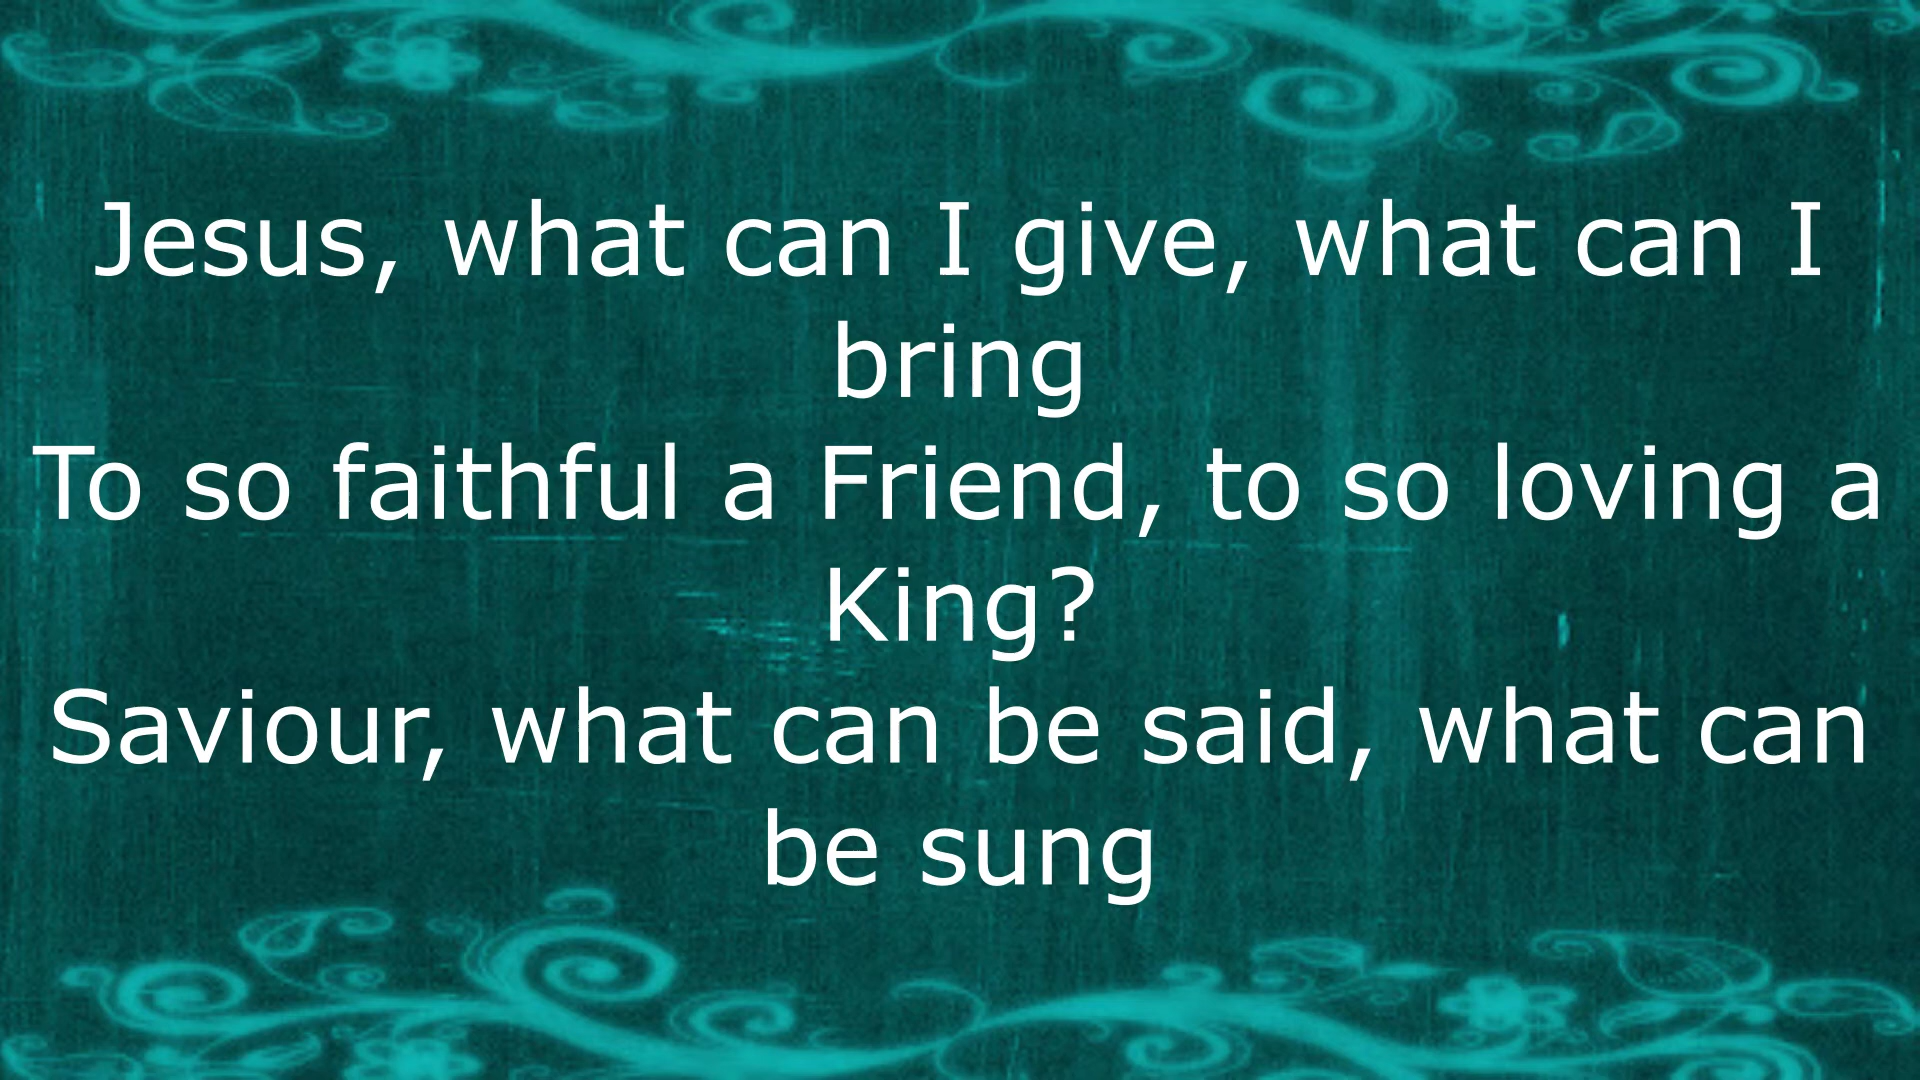 Jesus, what can I give, what can I
bring
To so faithful a Friend, to so loving a
King?
Saviour, what can be said, what can
be sung